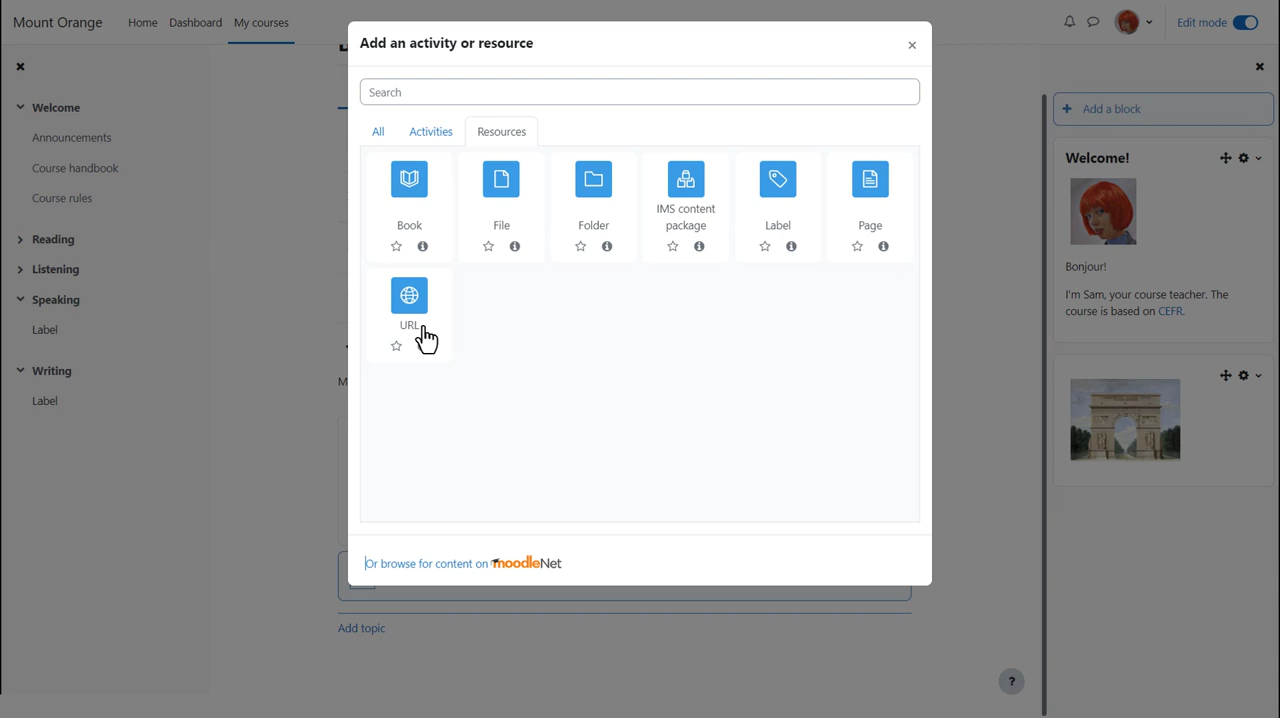 Mount Orange
Home
Dashboard
My courses
Edit mode
Welcome
Announcements
Course handbook
Course rules
Reading
Listening
Speaking
Label
Writing
Label
Add an activity or resource
×
Search
All
Activities
Resources
Book
File
Folder
IMS content
package
Label
Page
URL
Or browse for content on moodleNet
Add topic
?
Add a block
Welcome!
Bonjour!
I'm Sam, your course teacher. The
course is based on CEFR.